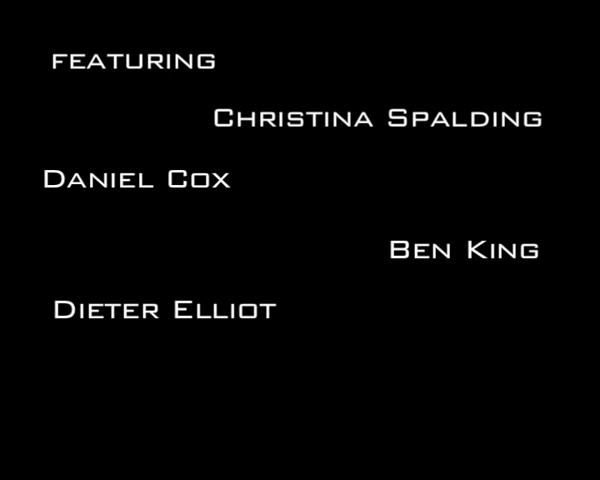 FEATURING
CHRISTINA SPALDING
DANIEL COX
BEN KING
DIETER ELLIOT